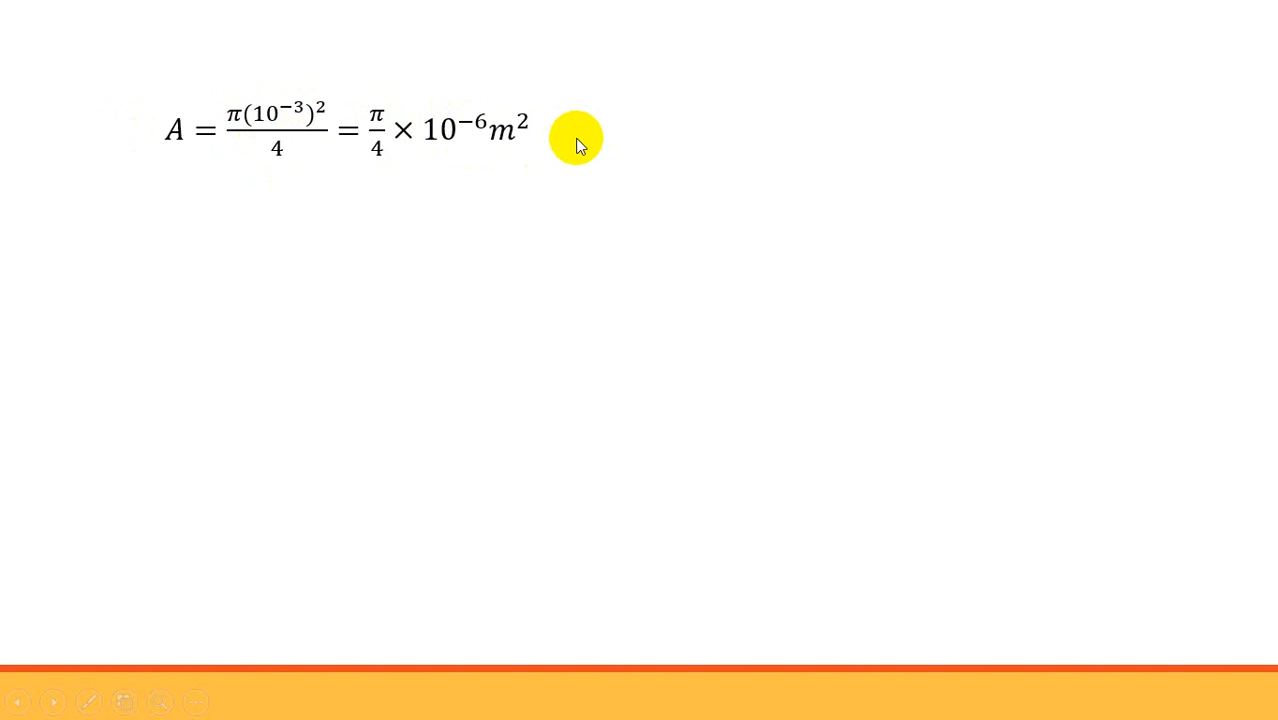 A = π(10⁻³)²/4 = π/4 × 10⁻⁶m²